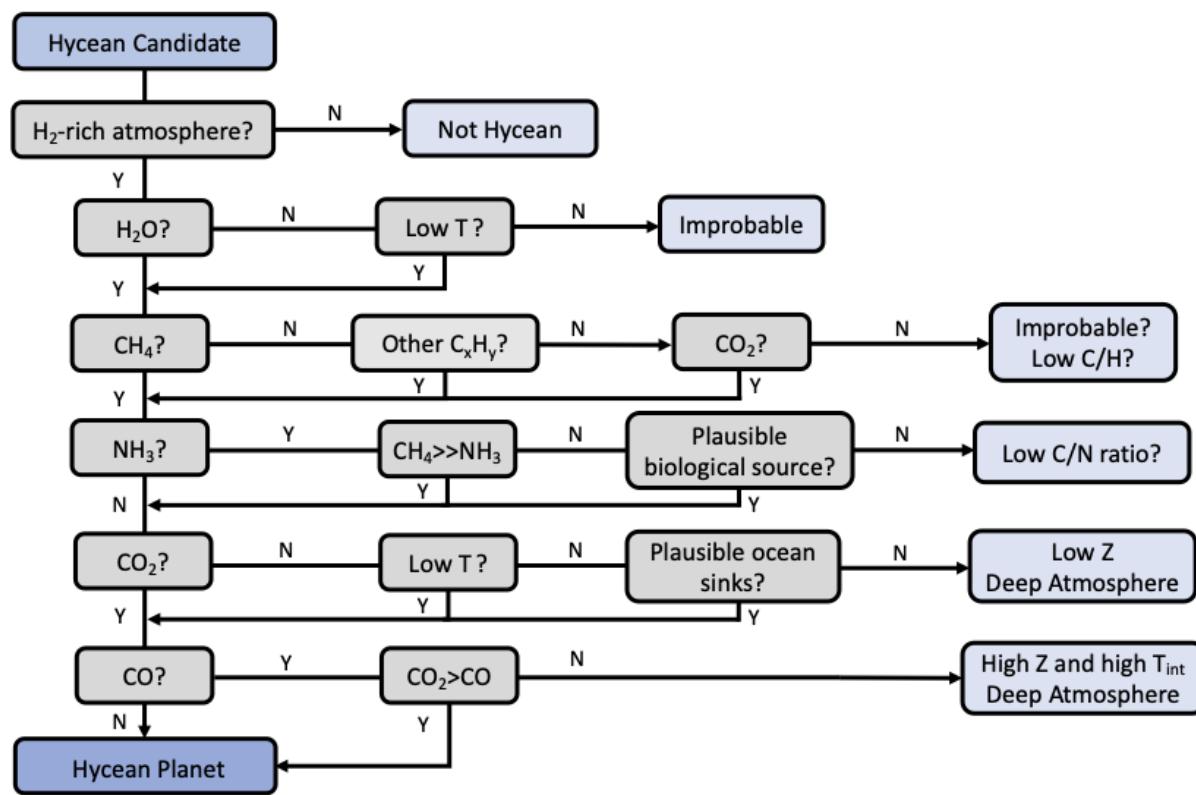 Hycean Candidate
H₂-rich atmosphere?
N
Not Hycean
Y
H₂O?
N
Low T ?
N
Improbable
Y
Y
CH₄?
N
Other CₓHᵧ?
N
CO₂?
N
Improbable?
Low C/H?
Y
Y
Y
NH₃?
Y
CH₄>>NH₃
N
Plausible
biological source?
N
Low C/N ratio?
N
Y
Y
CO₂?
N
Low T ?
N
Plausible ocean
sinks?
N
Low Z
Deep Atmosphere
Y
Y
Y
CO?
Y
CO₂>CO
N
High Z and high Tᵢₙₜ
Deep Atmosphere
N
Y
Hycean Planet